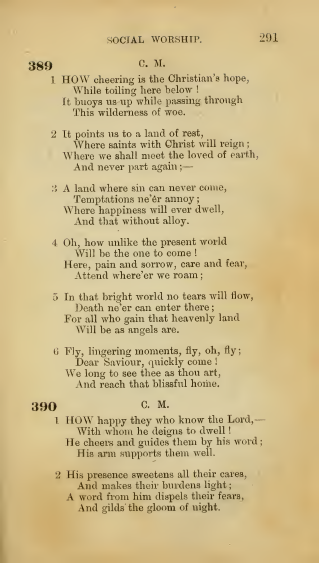 SOCIAL WORSHIP. 291
389 C. M.
1 HOW cheering is the Christian's hope,
While toiling here below !
It buoys us up while passing through
This wilderness of woe.
2 It points us to a land of rest,
Where saints with Christ will reign ;
Where we shall meet the loved of earth,
And never part again ;—
3 A land where sin can never come,
Temptations ne'er annoy ;
Where happiness will ever dwell,
And that without alloy.
4 Oh, how unlike the present world
Will be the one to come !
Here, pain and sorrow, care and fear,
Attend where'er we roam ;
5 In that bright world no tears will flow,
Death ne'er can enter there ;
For all who gain that heavenly land
Will be as angels are.
6 Fly, lingering moments, fly, oh, fly ;
Dear Saviour, quickly come !
We long to see thee as thou art,
And reach that blissful home.
390 C. M.
1 HOW happy they who know the Lord,—
With whom he deigns to dwell !
He cheers and guides them by his word ;
His arm supports them well.
2 His presence sweetens all their cares,
And makes their burdens light ;
A word from him dispels their fears,
And gilds the gloom of night.